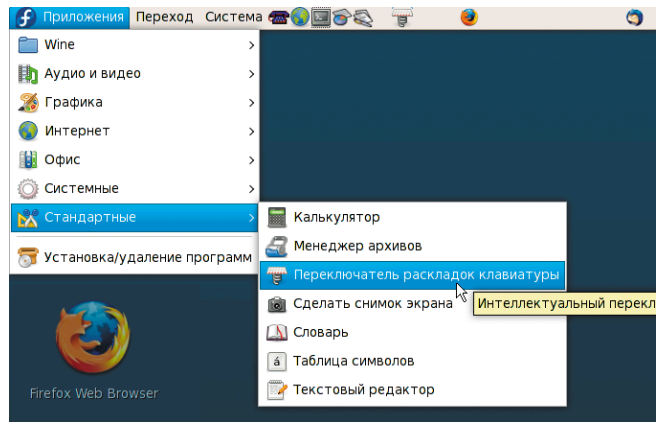 Приложения Переход Система
Wine
Аудио и видео
Графика
Интернет
Офис
Системные
Стандартные
Калькулятор
Менеджер архивов
Установка/удаление программ
Переключатель раскладок клавиатуры
Сделать снимок экрана
Интеллектуальный перекл
Словарь
Таблица символов
Текстовый редактор
Firefox Web Browser